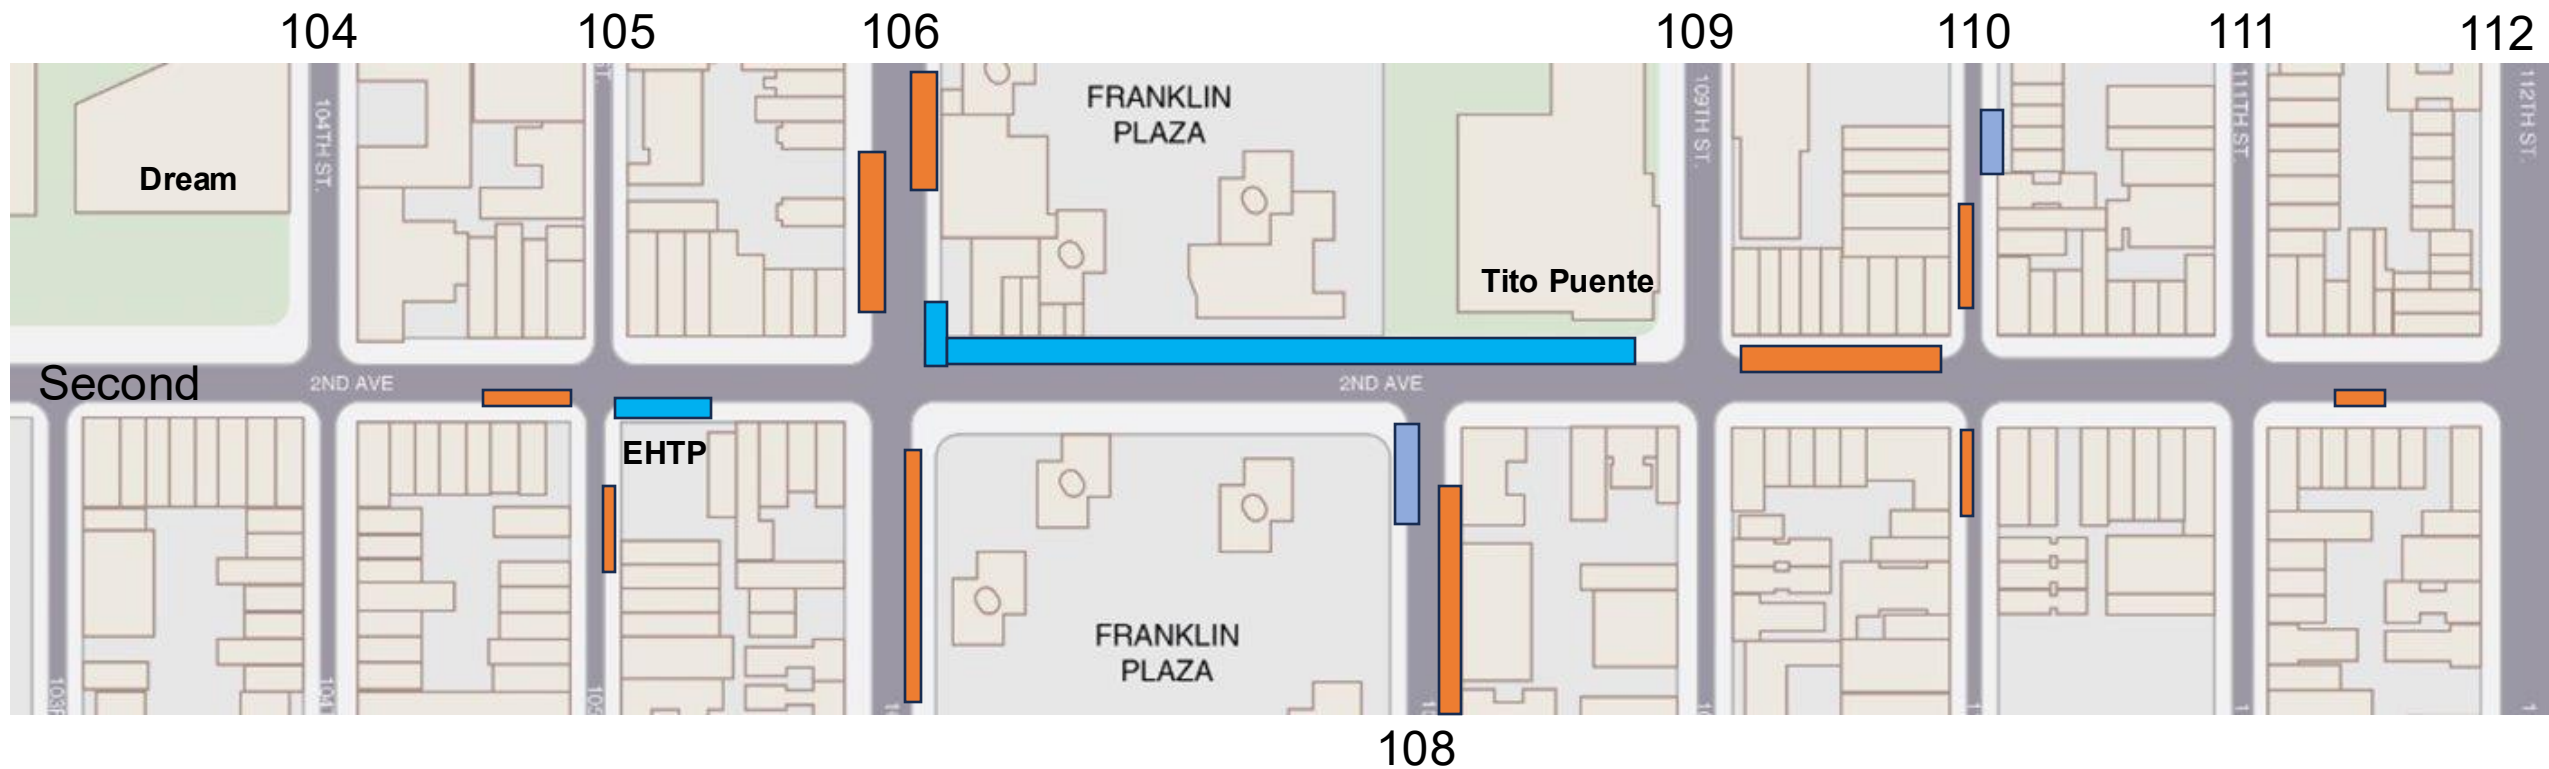 104 105 106 109 110 111 112
FRANKLIN
PLAZA
104TH ST.
109TH ST.
111TH ST.
112TH ST.
Dream
Tito Puente
Second
2ND AVE
2ND AVE
EHTP
FRANKLIN
PLAZA
108